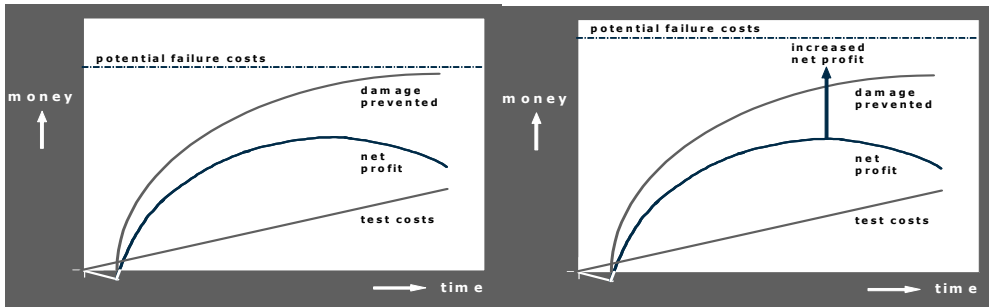 potential failure costs
money
damage
prevented
net
profit
test costs
time
potential failure costs
increased
net profit
money
damage
prevented
net
profit
test costs
time